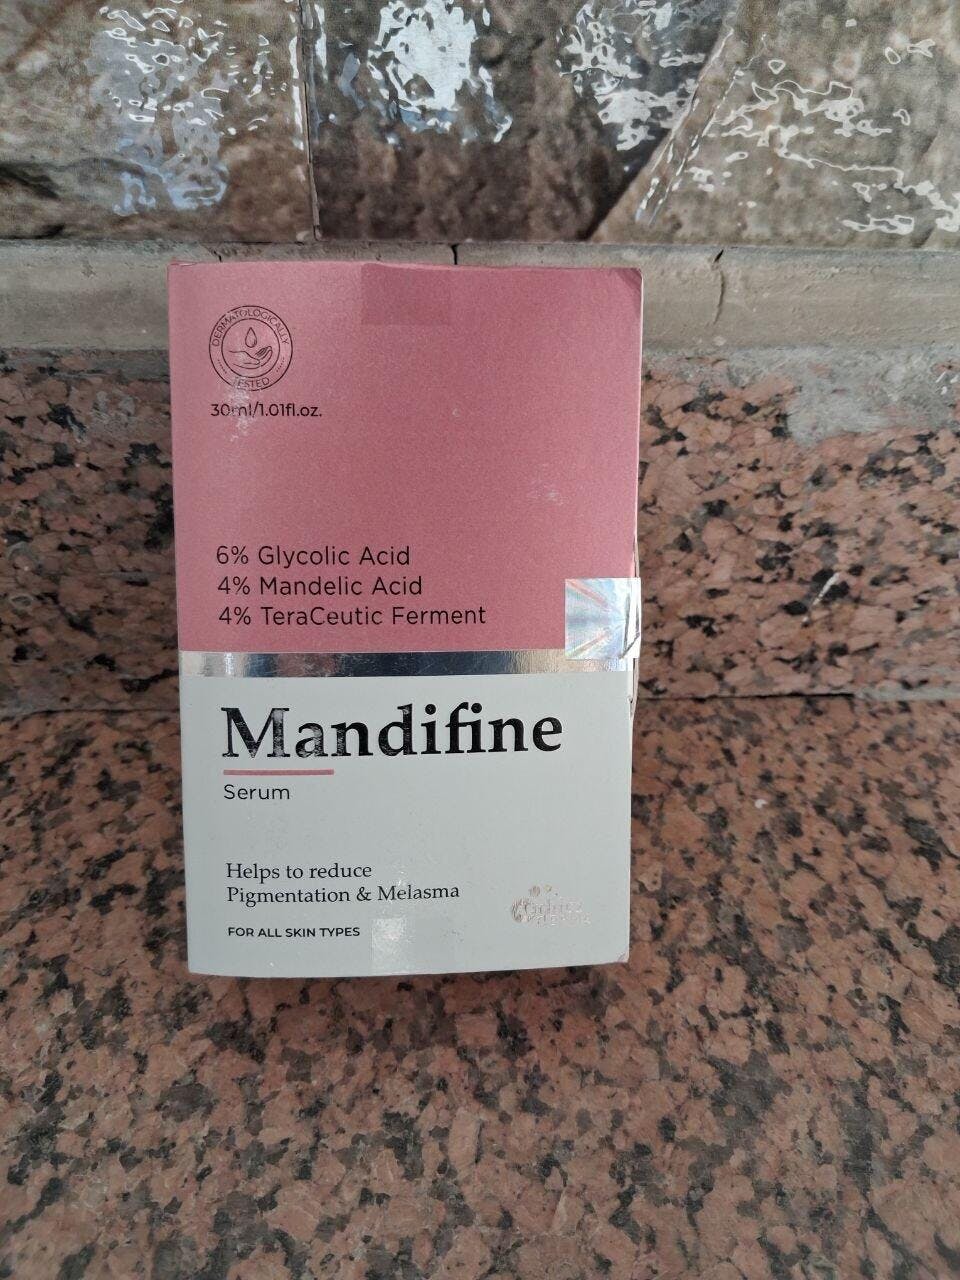 DERMATOLOGICALLY
TESTED
30ml/1.01fl.oz.
6% Glycolic Acid
4% Mandelic Acid
4% TeraCeutic Ferment
Mandifine
Serum
Helps to reduce
Pigmentation & Melasma
FOR ALL SKIN TYPES